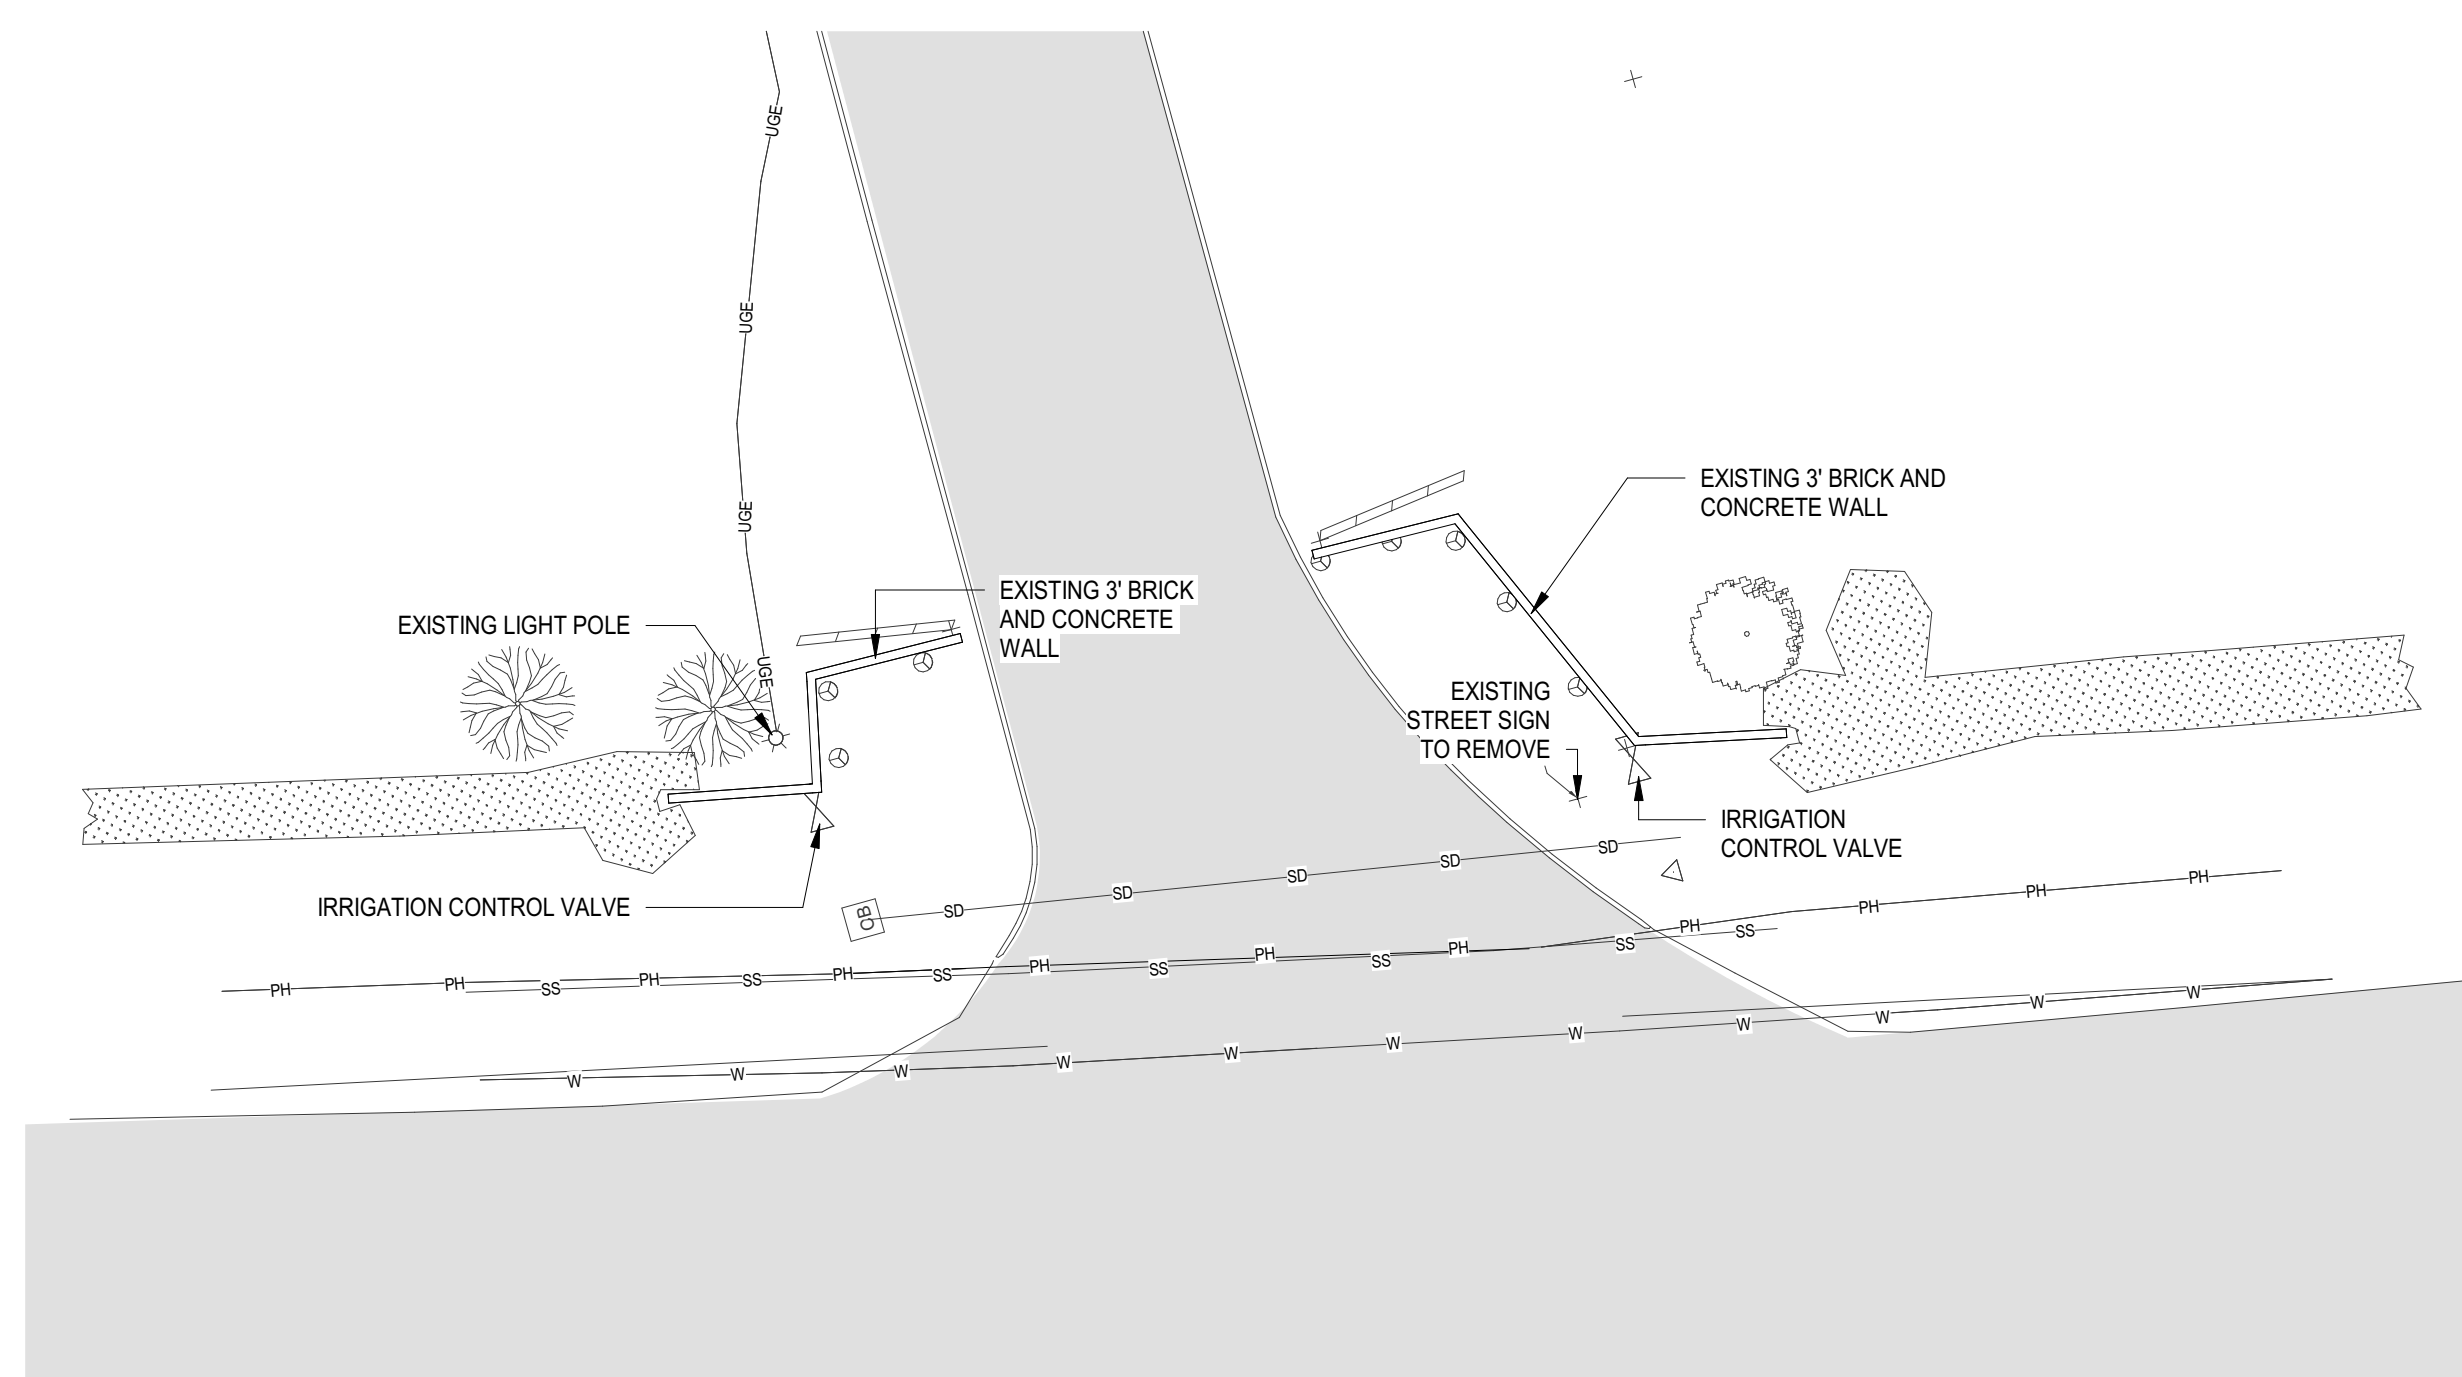 UGE
UGE
UGE
UGE
EXISTING 3' BRICK AND
CONCRETE WALL
EXISTING 3' BRICK
AND CONCRETE
WALL
EXISTING LIGHT POLE
EXISTING
STREET SIGN
TO REMOVE
IRRIGATION
CONTROL VALVE
IRRIGATION CONTROL VALVE
CB
SD
SD
SD
SD
SD
PH
PH
PH
PH
PH
PH
PH
PH
PH
PH
PH
SS
SS
SS
SS
SS
SS
SS
W
W
W
W
W
W
W
W
W
W
W